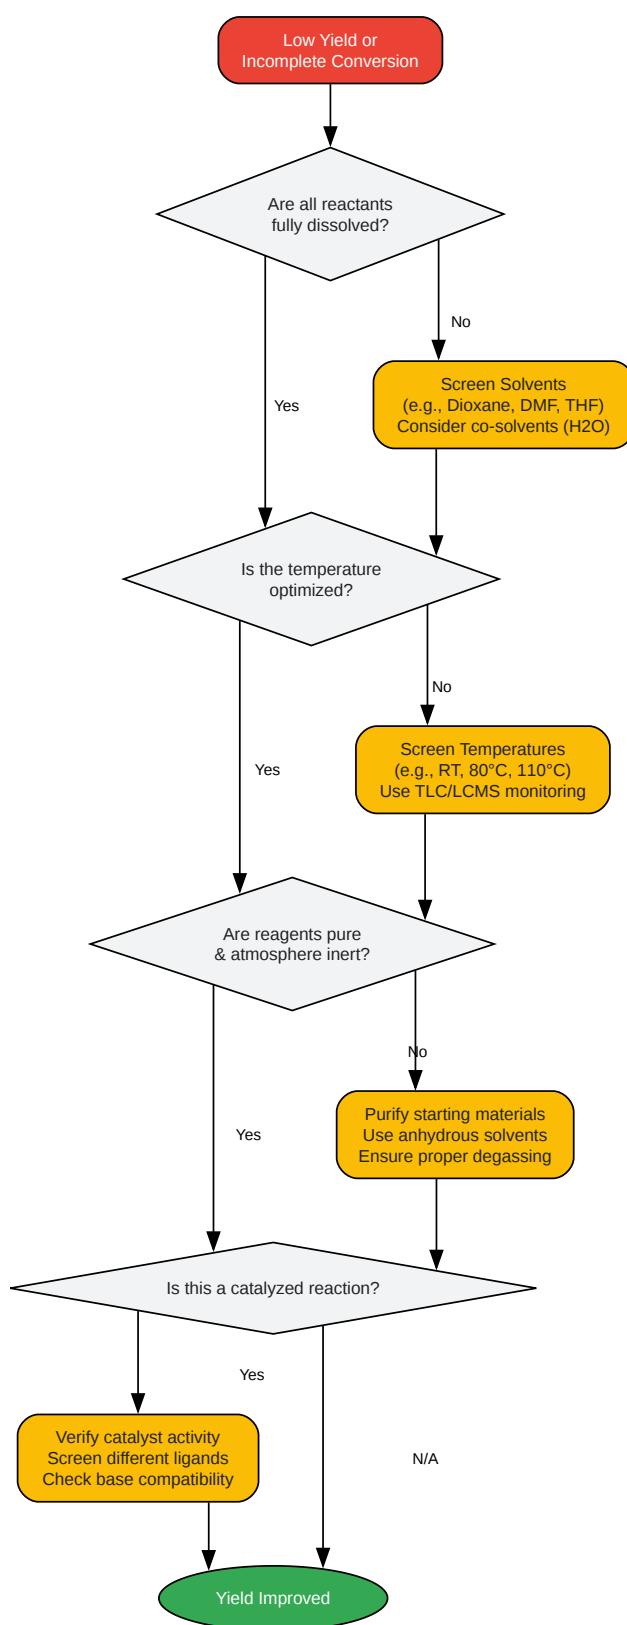 Low Yield or
Incomplete Conversion
Are all reactants
fully dissolved?
No
Screen Solvents
(e.g., Dioxane, DMF, THF)
Consider co-solvents (H2O)
Yes
Is the temperature
optimized?
No
Screen Temperatures
(e.g., RT, 80°C, 110°C)
Use TLC/LCMS monitoring
Yes
Are reagents pure
& atmosphere inert?
No
Purify starting materials
Use anhydrous solvents
Ensure proper degassing
Yes
Is this a catalyzed reaction?
Yes
Verify catalyst activity
Screen different ligands
Check base compatibility
N/A
Yield Improved